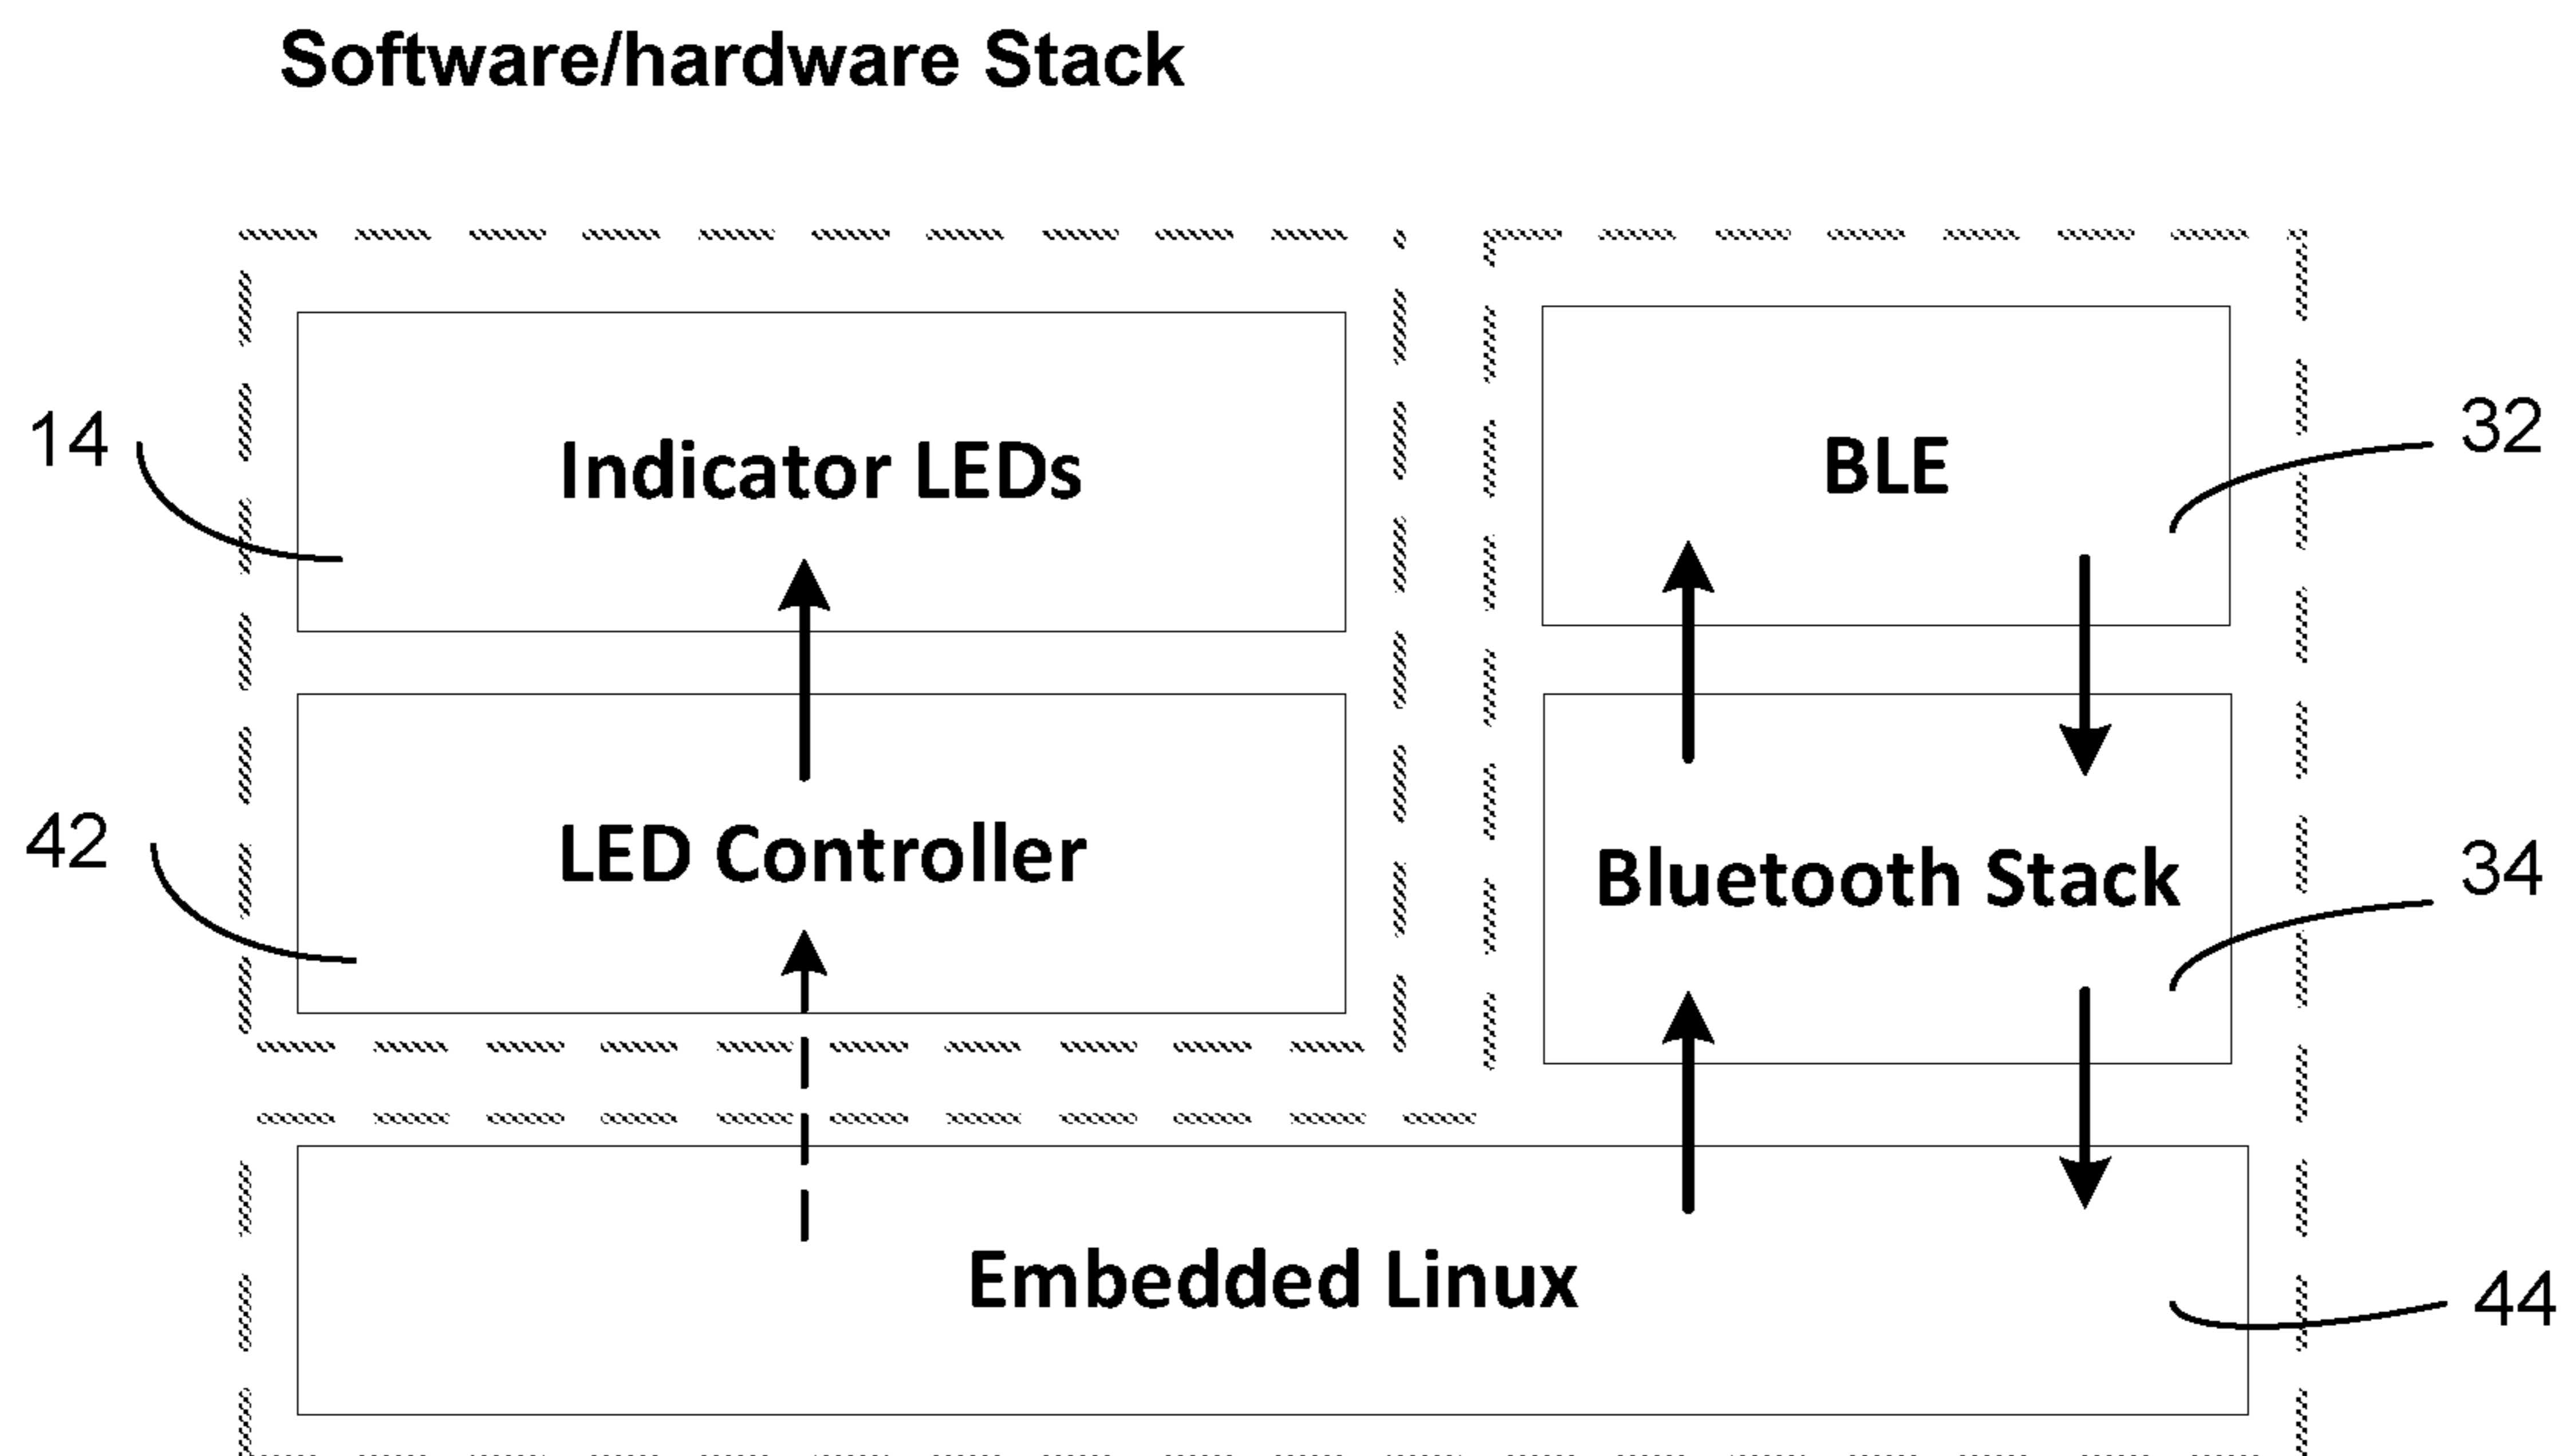 Software/hardware Stack
14
Indicator LEDs
BLE
32
42
LED Controller
Bluetooth Stack
34
Embedded Linux
44